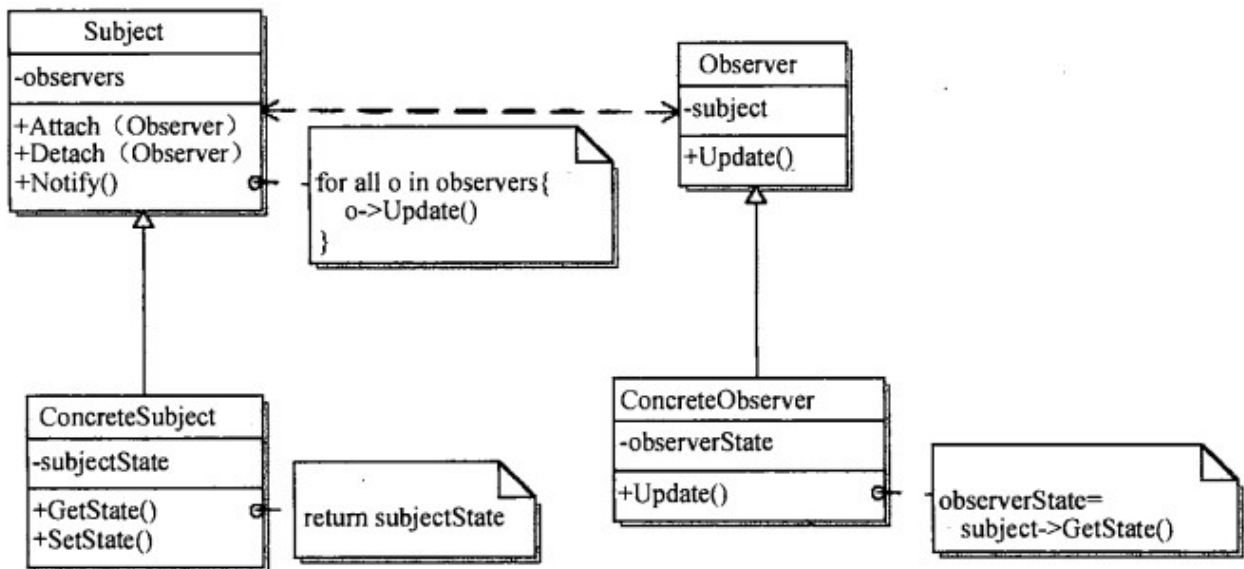 Subject
-observers
+Attach（Observer）
+Detach（Observer）
+Notify()
for all o in observers{
o->Update()
}
Observer
-subject
+Update()
ConcreteSubject
-subjectState
+GetState()
+SetState()
return subjectState
ConcreteObserver
-observerState
+Update()
observerState=
subject->GetState()